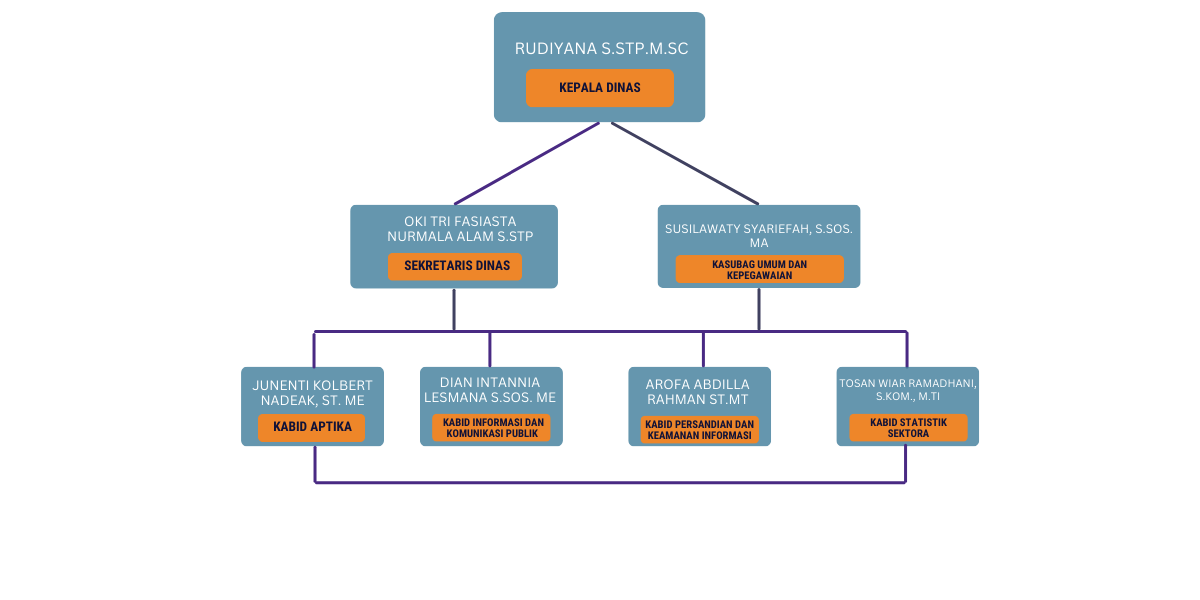 RUDIYANA S.STP.M.SC
KEPALA DINAS
OKI TRI FASIASTA
NURMALA ALAM S.STP
SEKRETARIS DINAS
SUSILAWATY SYARIEFAH, S.SOS.
MA
KASUBAG UMUM DAN
KEPEGAWAIAN
JUNENTI KOLBERT
NADEAK, ST. ME
KABID APTIKA
DIAN INTANNIA
LESMANA S.SOS. ME
KABID INFORMASI DAN
KOMUNIKASI PUBLIK
AROFA ABDILLA
RAHMAN ST.MT
KABID PERSANDIAN DAN
KEAMANAN INFORMASI
TOSAN WIAR RAMADHANI,
S.KOM., M.TI
KABID STATISTIK
SEKTORA